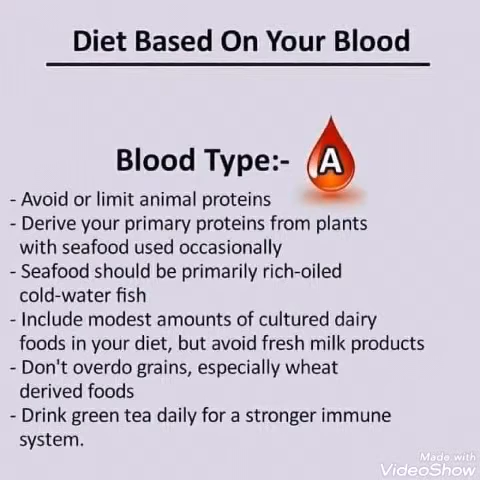 Diet Based On Your Blood
Blood Type:- A
- Avoid or limit animal proteins
- Derive your primary proteins from plants
with seafood used occasionally
- Seafood should be primarily rich-oiled
cold-water fish
- Include modest amounts of cultured dairy
foods in your diet, but avoid fresh milk products
- Don't overdo grains, especially wheat
derived foods
- Drink green tea daily for a stronger immune
system.
Made with
VideoShow